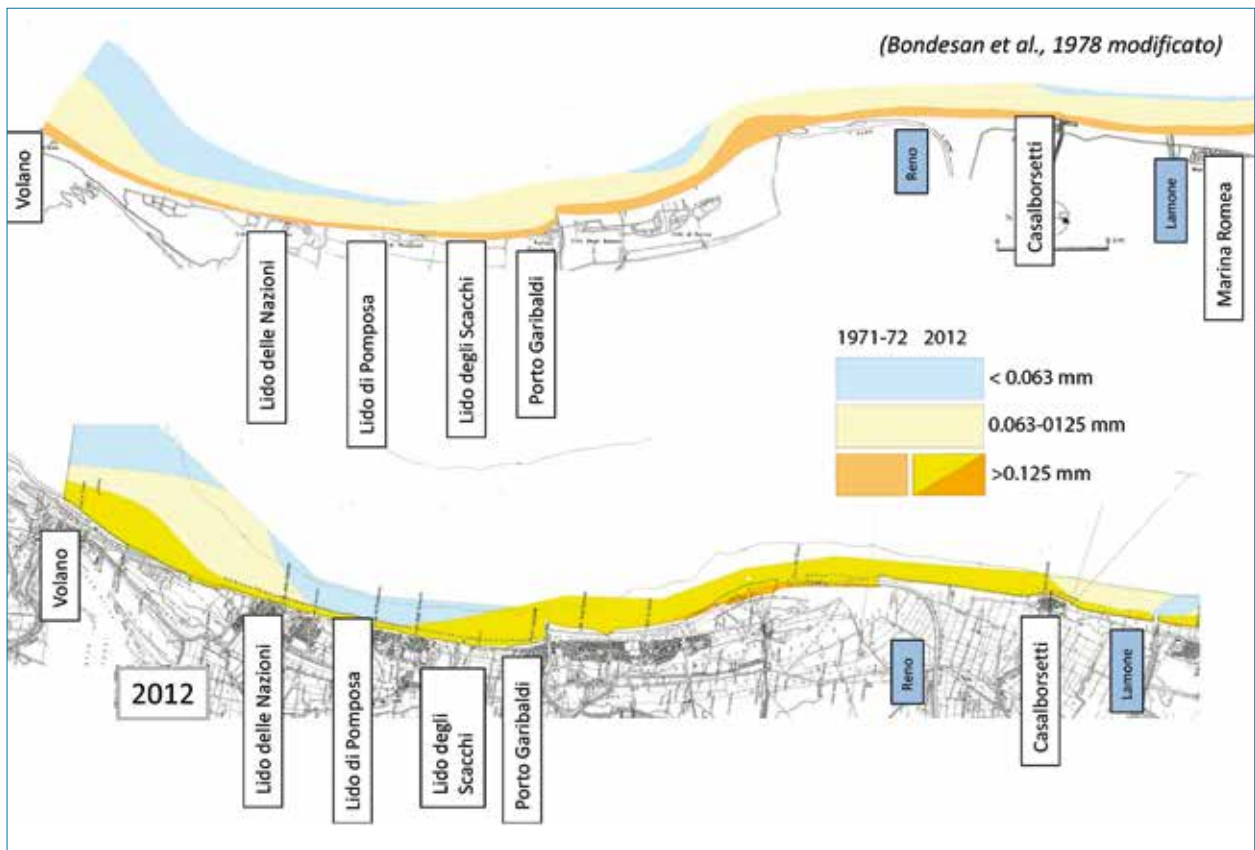 (Bondesan et al., 1978 modificato)
Volano
Lido delle Nazioni
Lido di Pomposa
Lido degli Scacchi
Porto Garibaldi
Reno
Casalborsetti
Lamone
Marina Romea
1971-72 2012
< 0.063 mm
0.063-0125 mm
>0.125 mm
Volano
2012
Lido delle Nazioni
Lido di Pomposa
Lido degli
Scacchi
Porto Garibaldi
Reno
Casalborsetti
Lamone